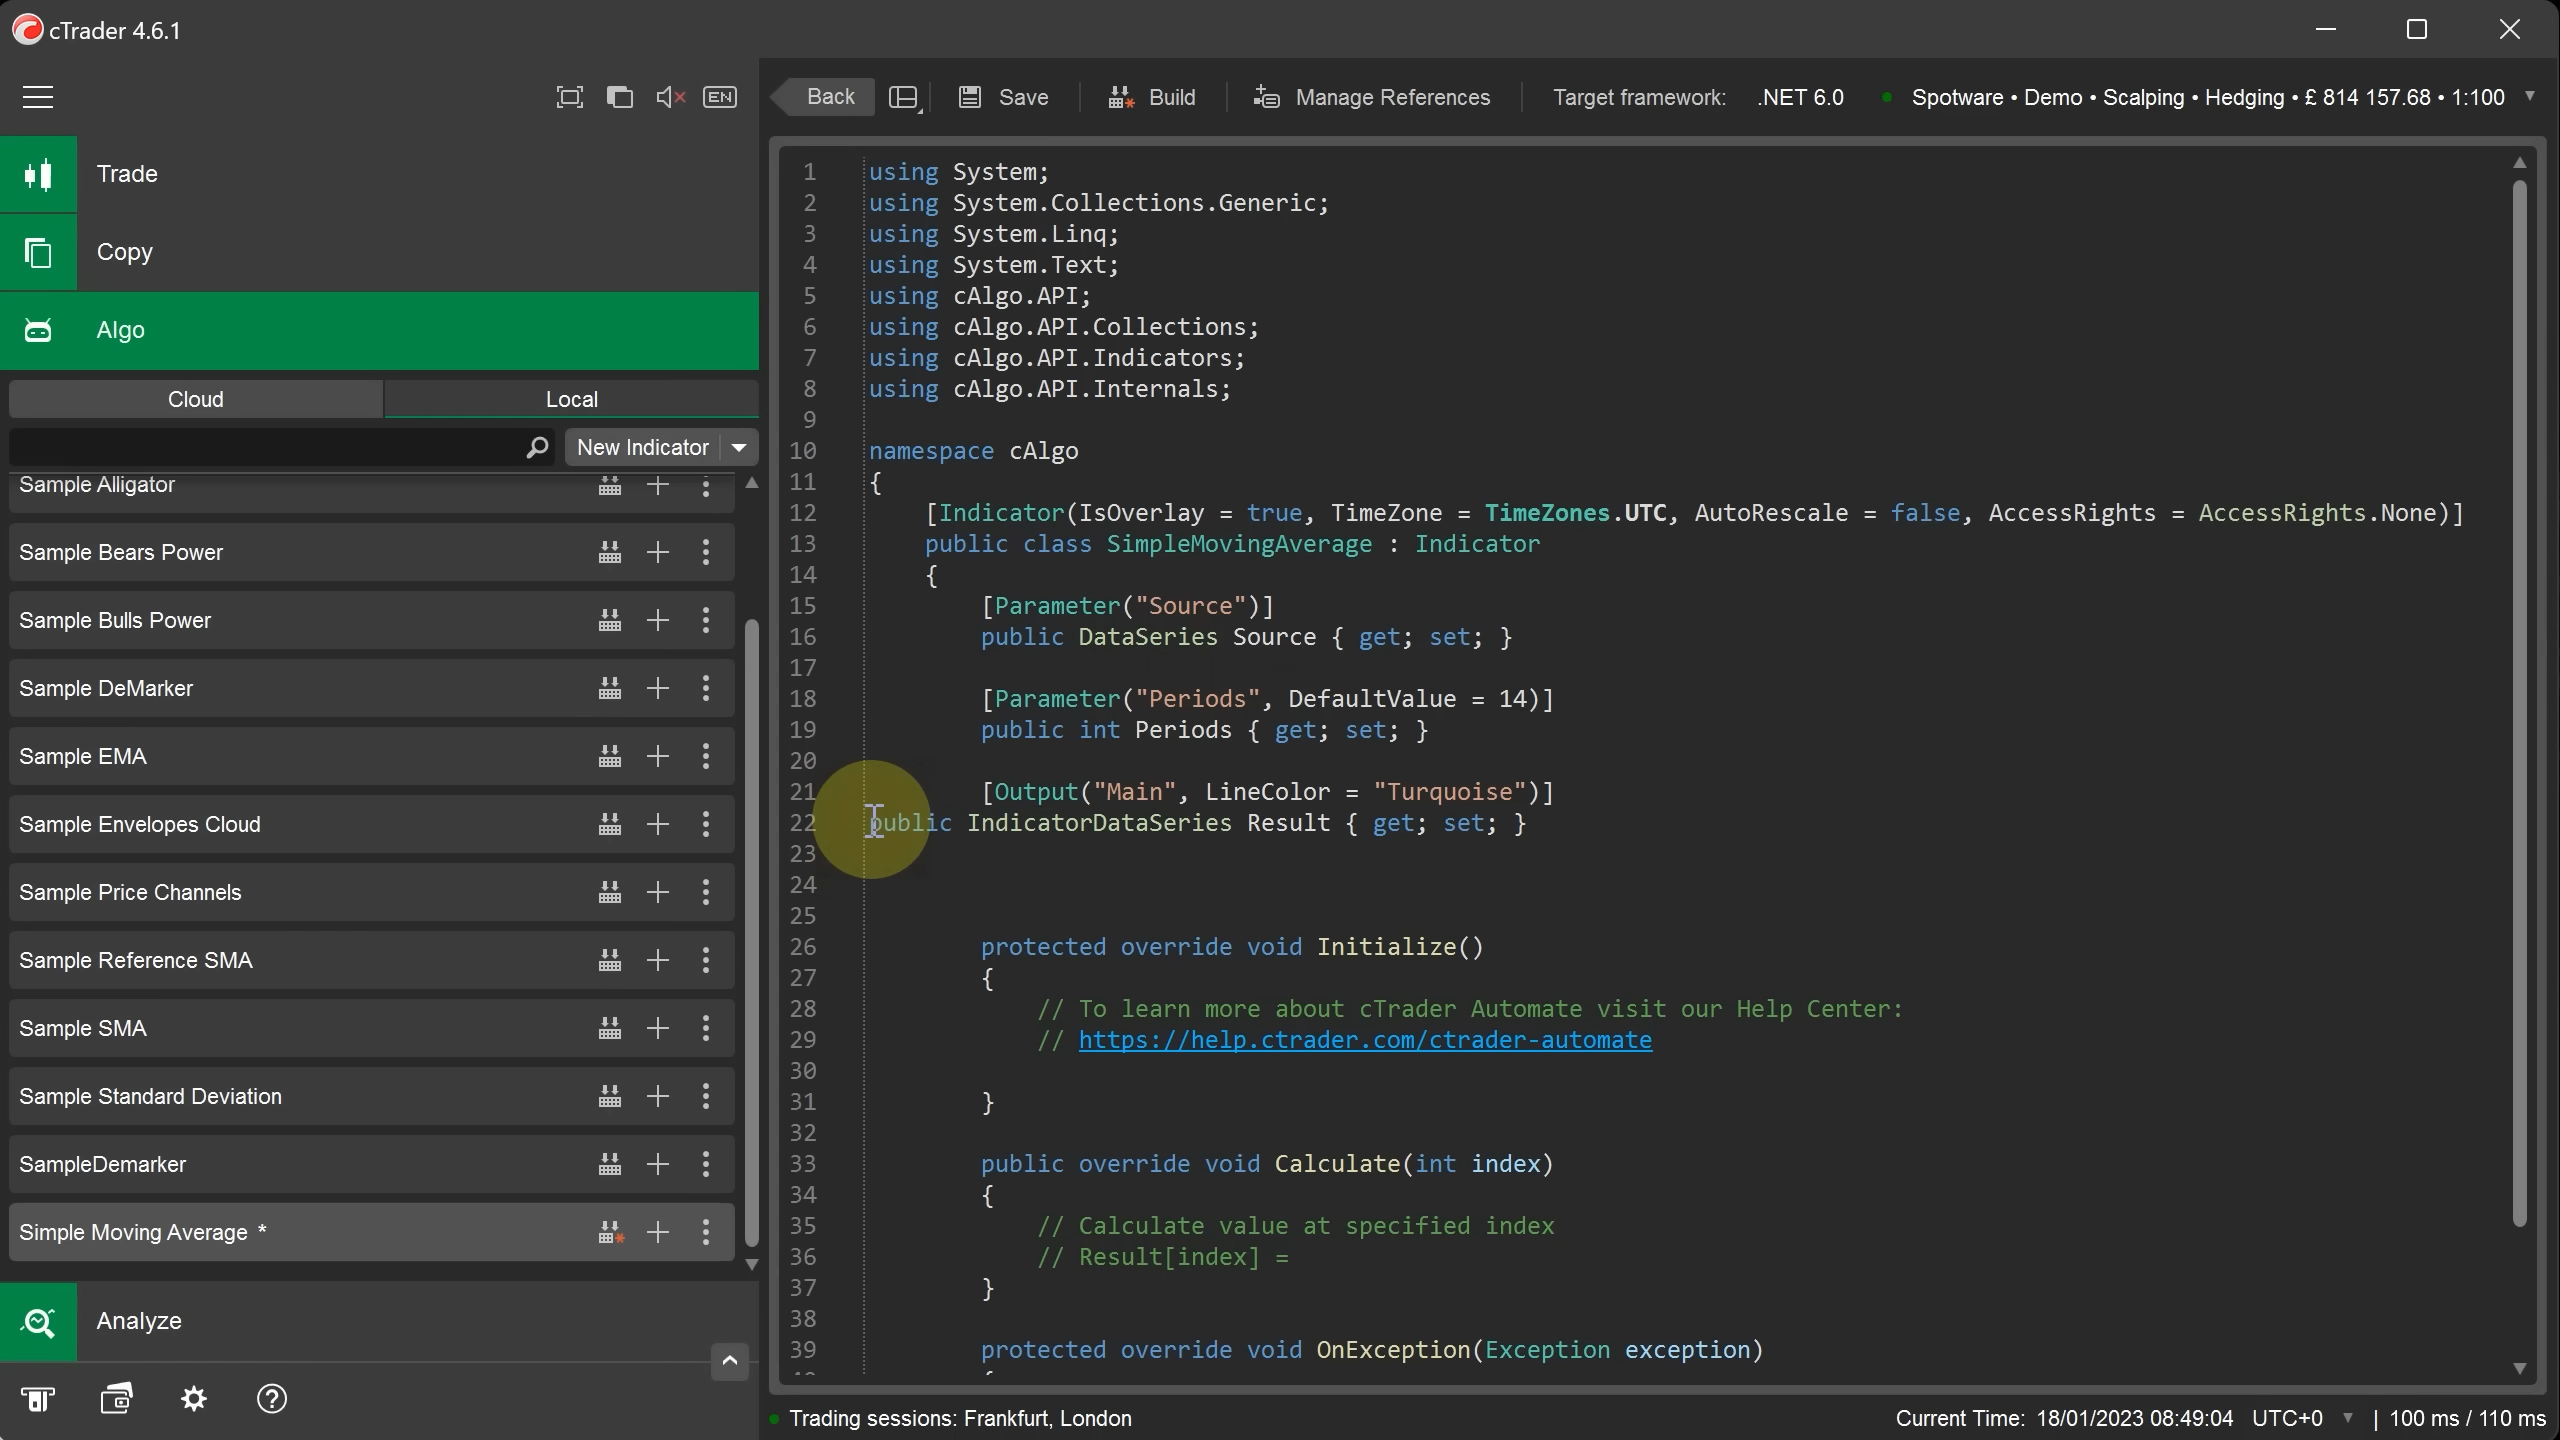 cTrader 4.6.1
EN
Back
Save
Build
Manage References
Target framework: .NET 6.0
Spotware • Demo • Scalping • Hedging • £ 814 157.68 • 1:100
Trade
Copy
Algo
Cloud
Local
New Indicator
Sample Alligator
Sample Bears Power
Sample Bulls Power
Sample DeMarker
Sample EMA
Sample Envelopes Cloud
Sample Price Channels
Sample Reference SMA
Sample SMA
Sample Standard Deviation
SampleDemarker
Simple Moving Average *
Analyze
1 using System;
2 using System.Collections.Generic;
3 using System.Linq;
4 using System.Text;
5 using cAlgo.API;
6 using cAlgo.API.Collections;
7 using cAlgo.API.Indicators;
8 using cAlgo.API.Internals;
9
10 namespace cAlgo
11 {
12 [Indicator(IsOverlay = true, TimeZone = TimeZones.UTC, AutoRescale = false, AccessRights = AccessRights.None)]
13 public class SimpleMovingAverage : Indicator
14 {
15 [Parameter("Source")]
16 public DataSeries Source { get; set; }
17
18 [Parameter("Periods", DefaultValue = 14)]
19 public int Periods { get; set; }
20
21 [Output("Main", LineColor = "Turquoise")]
22 public IndicatorDataSeries Result { get; set; }
23
24
25
26 protected override void Initialize()
27 {
28 // To learn more about cTrader Automate visit our Help Center:
29 // https://help.ctrader.com/ctrader-automate
30
31 }
32
33 public override void Calculate(int index)
34 {
35 // Calculate value at specified index
36 // Result[index] =
37 }
38
39 protected override void OnException(Exception exception)
Trading sessions: Frankfurt, London
Current Time: 18/01/2023 08:49:04 UTC+0 | 100 ms / 110 ms